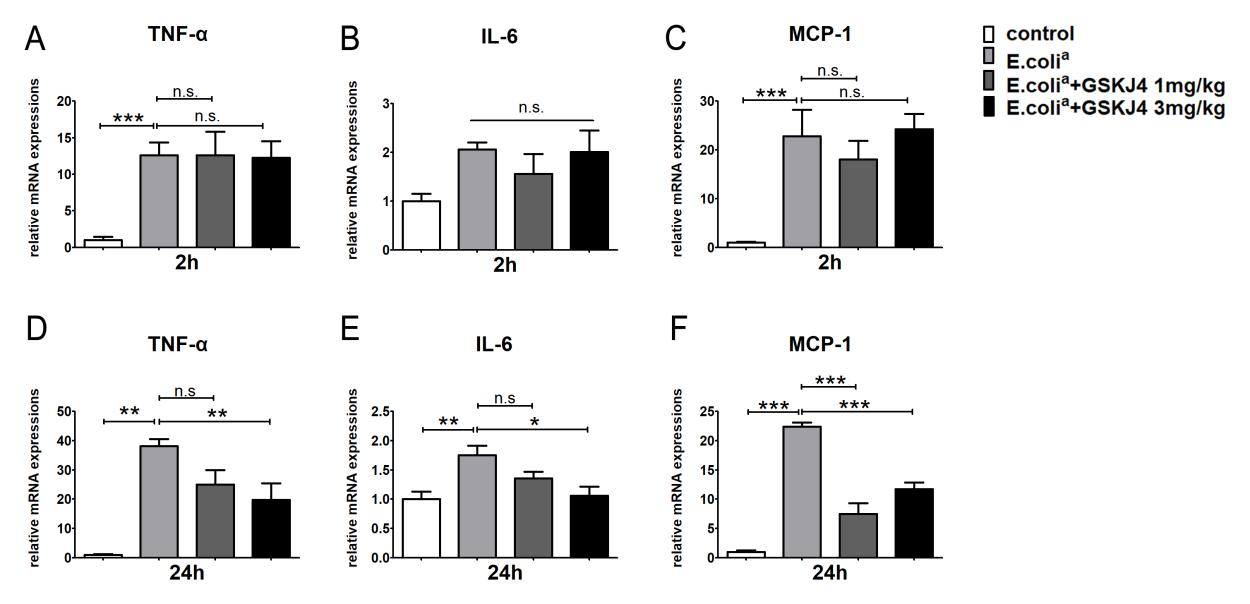 A
TNF-α
relative mRNA expressions
20
15
10
5
0
***
n.s.
n.s.
2h
B
IL-6
relative mRNA expressions
3
2
1
0
n.s.
2h
C
MCP-1
relative mRNA expressions
30
20
10
0
***
n.s.
n.s.
2h
control
E.coliᵃ
E.coliᵃ+GSKJ4 1mg/kg
E.coliᵃ+GSKJ4 3mg/kg
D
TNF-α
relative mRNA expressions
50
40
30
20
10
0
**
n.s
**
24h
E
IL-6
relative mRNA expressions
2.5
2.0
1.5
1.0
0.5
0.0
**
n.s
*
24h
F
MCP-1
relative mRNA expressions
25
20
15
10
5
0
***
***
***
24h